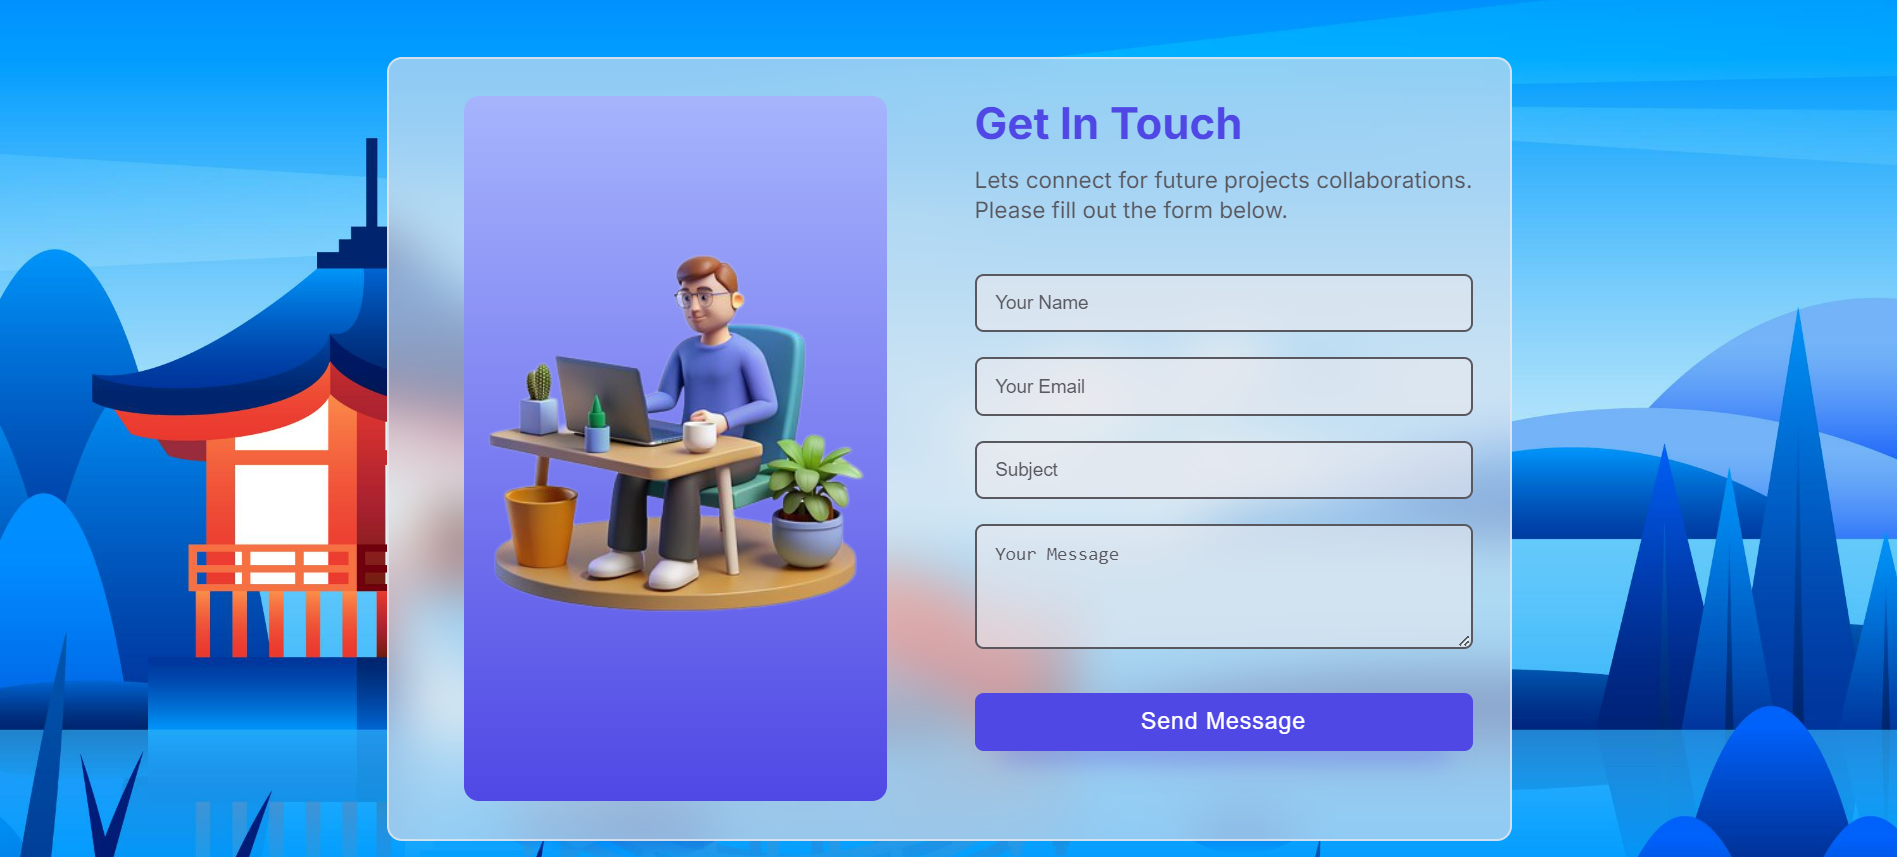 Get In Touch
Lets connect for future projects collaborations.
Please fill out the form below.
Your Name
Your Email
Subject
Your Message
Send Message